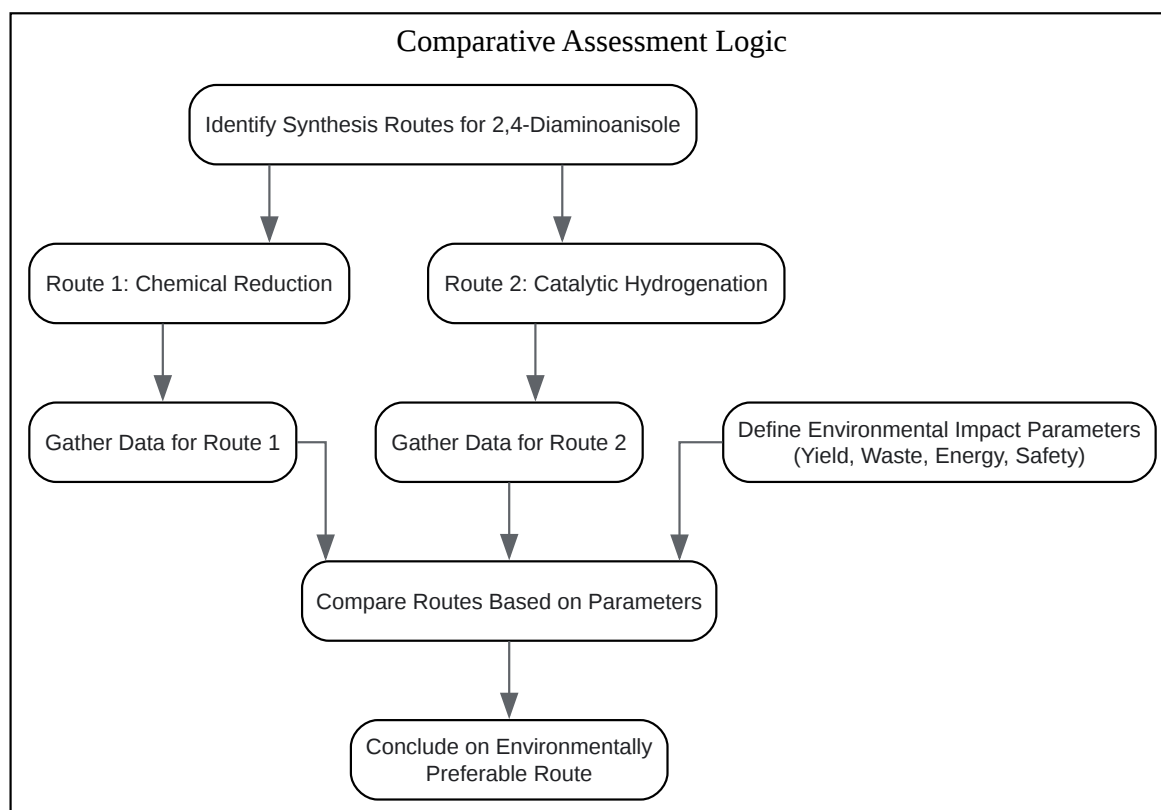 Comparative Assessment Logic
Identify Synthesis Routes for 2,4-Diaminoanisole
Route 1: Chemical Reduction
Route 2: Catalytic Hydrogenation
Gather Data for Route 1
Gather Data for Route 2
Define Environmental Impact Parameters
(Yield, Waste, Energy, Safety)
Compare Routes Based on Parameters
Conclude on Environmentally
Preferable Route